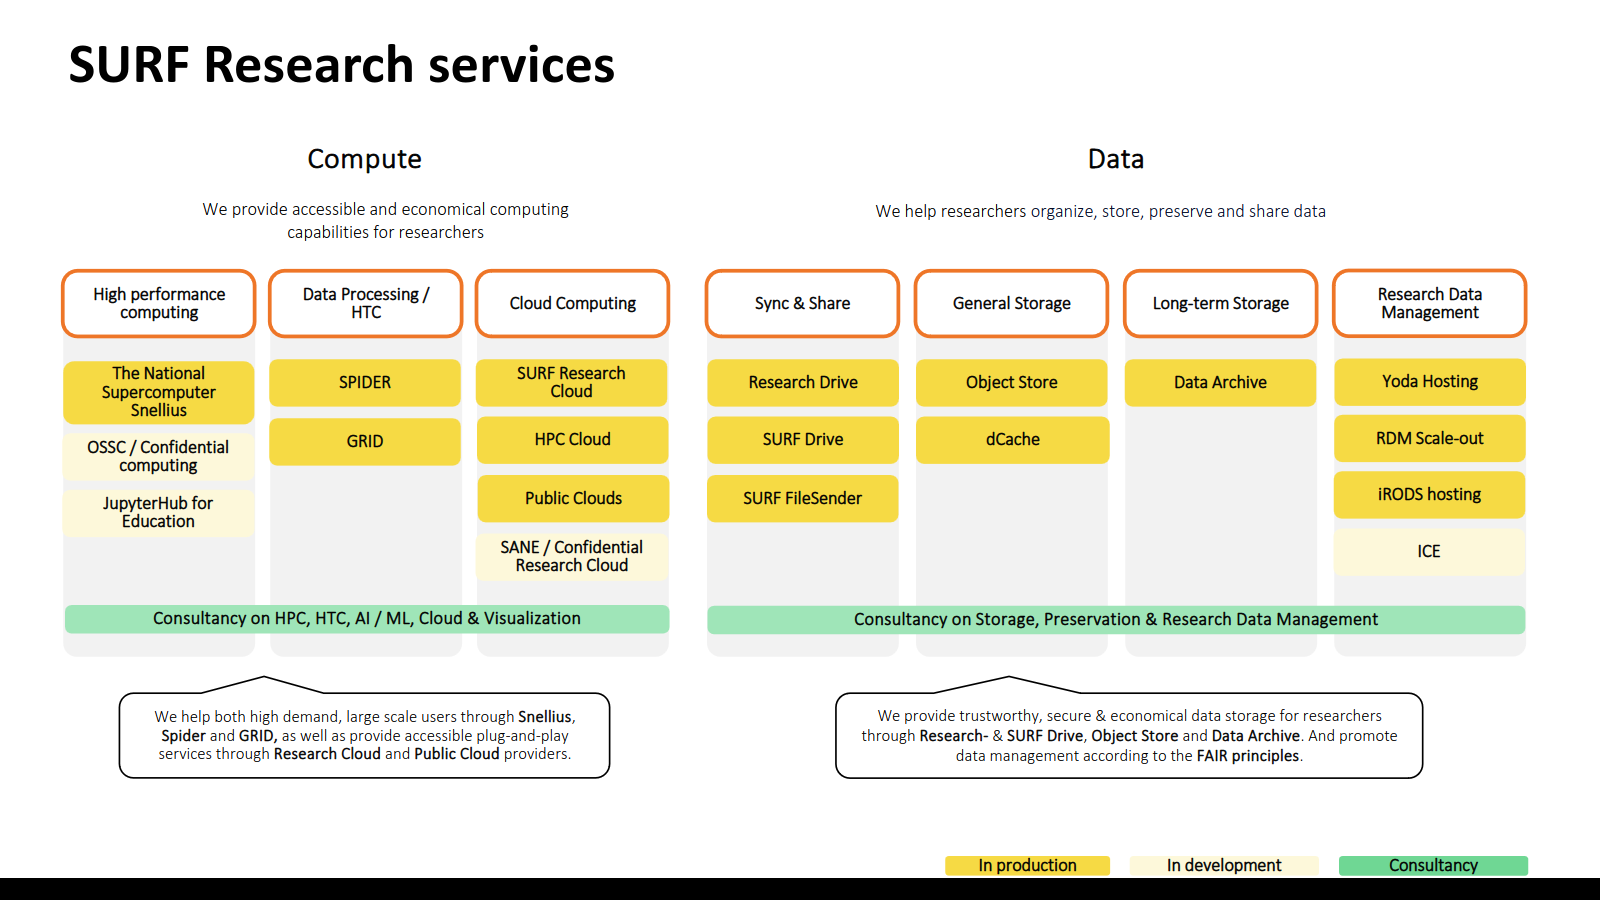 SURF Research services
Compute
We provide accessible and economical computing
capabilities for researchers
High performance
computing
The National
Supercomputer
Snellius
OSSC / Confidential
computing
JupyterHub for
Education
Data Processing /
HTC
SPIDER
GRID
Cloud Computing
SURF Research
Cloud
HPC Cloud
Public Clouds
SANE / Confidential
Research Cloud
Consultancy on HPC, HTC, AI / ML, Cloud & Visualization
We help both high demand, large scale users through Snellius,
Spider and GRID, as well as provide accessible plug-and-play
services through Research Cloud and Public Cloud providers.
Data
We help researchers organize, store, preserve and share data
Sync & Share
Research Drive
SURF Drive
SURF FileSender
General Storage
Object Store
dCache
Long-term Storage
Data Archive
Research Data
Management
Yoda Hosting
RDM Scale-out
iRODS hosting
ICE
Consultancy on Storage, Preservation & Research Data Management
We provide trustworthy, secure & economical data storage for researchers
through Research- & SURF Drive, Object Store and Data Archive. And promote
data management according to the FAIR principles.
In production
In development
Consultancy